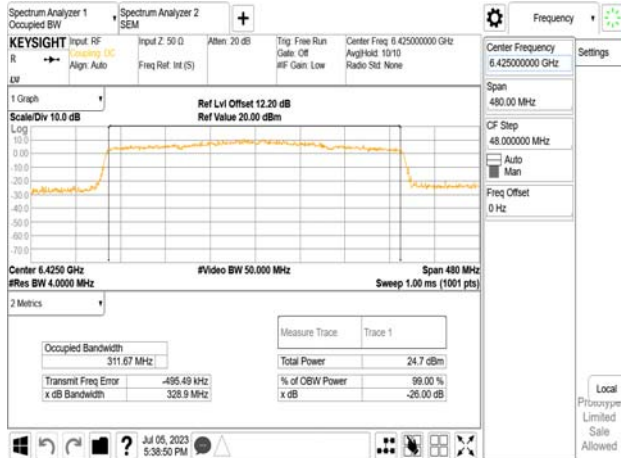 Spectrum Analyzer 1
Occupied BW
Spectrum Analyzer 2
SEM
+
Frequency
KEYSIGHT
R
LVI
Input: RF
Coupling: DC
Align: Auto
Input Z: 50 Ω
Freq Ref: Int (S)
Atten: 20 dB
Trig: Free Run
Gate: Off
#IF Gain: Low
Center Freq: 6.425000000 GHz
Avg|Hold: 10/10
Radio Std: None
Center Frequency
6.425000000 GHz
Settings
Span
480.00 MHz
CF Step
48.000000 MHz
Auto
Man
Freq Offset
0 Hz
1 Graph
Scale/Div 10.0 dB
Ref Lvl Offset 12.20 dB
Ref Value 20.00 dBm
Log
10.0
0.00
-10.0
-20.0
-30.0
-40.0
-50.0
-60.0
-70.0
Center 6.4250 GHz
#Res BW 4.0000 MHz
#Video BW 50.000 MHz
Span 480 MHz
Sweep 1.00 ms (1001 pts)
2 Metrics
Measure Trace
Trace 1
Occupied Bandwidth
311.67 MHz
Total Power
24.7 dBm
Transmit Freq Error
-495.49 kHz
% of OBW Power
99.00 %
x dB Bandwidth
328.9 MHz
x dB
-26.00 dB
Local
Prototype
Limited
Sale
Allowed
?
Jul 05, 2023
5:38:50 PM